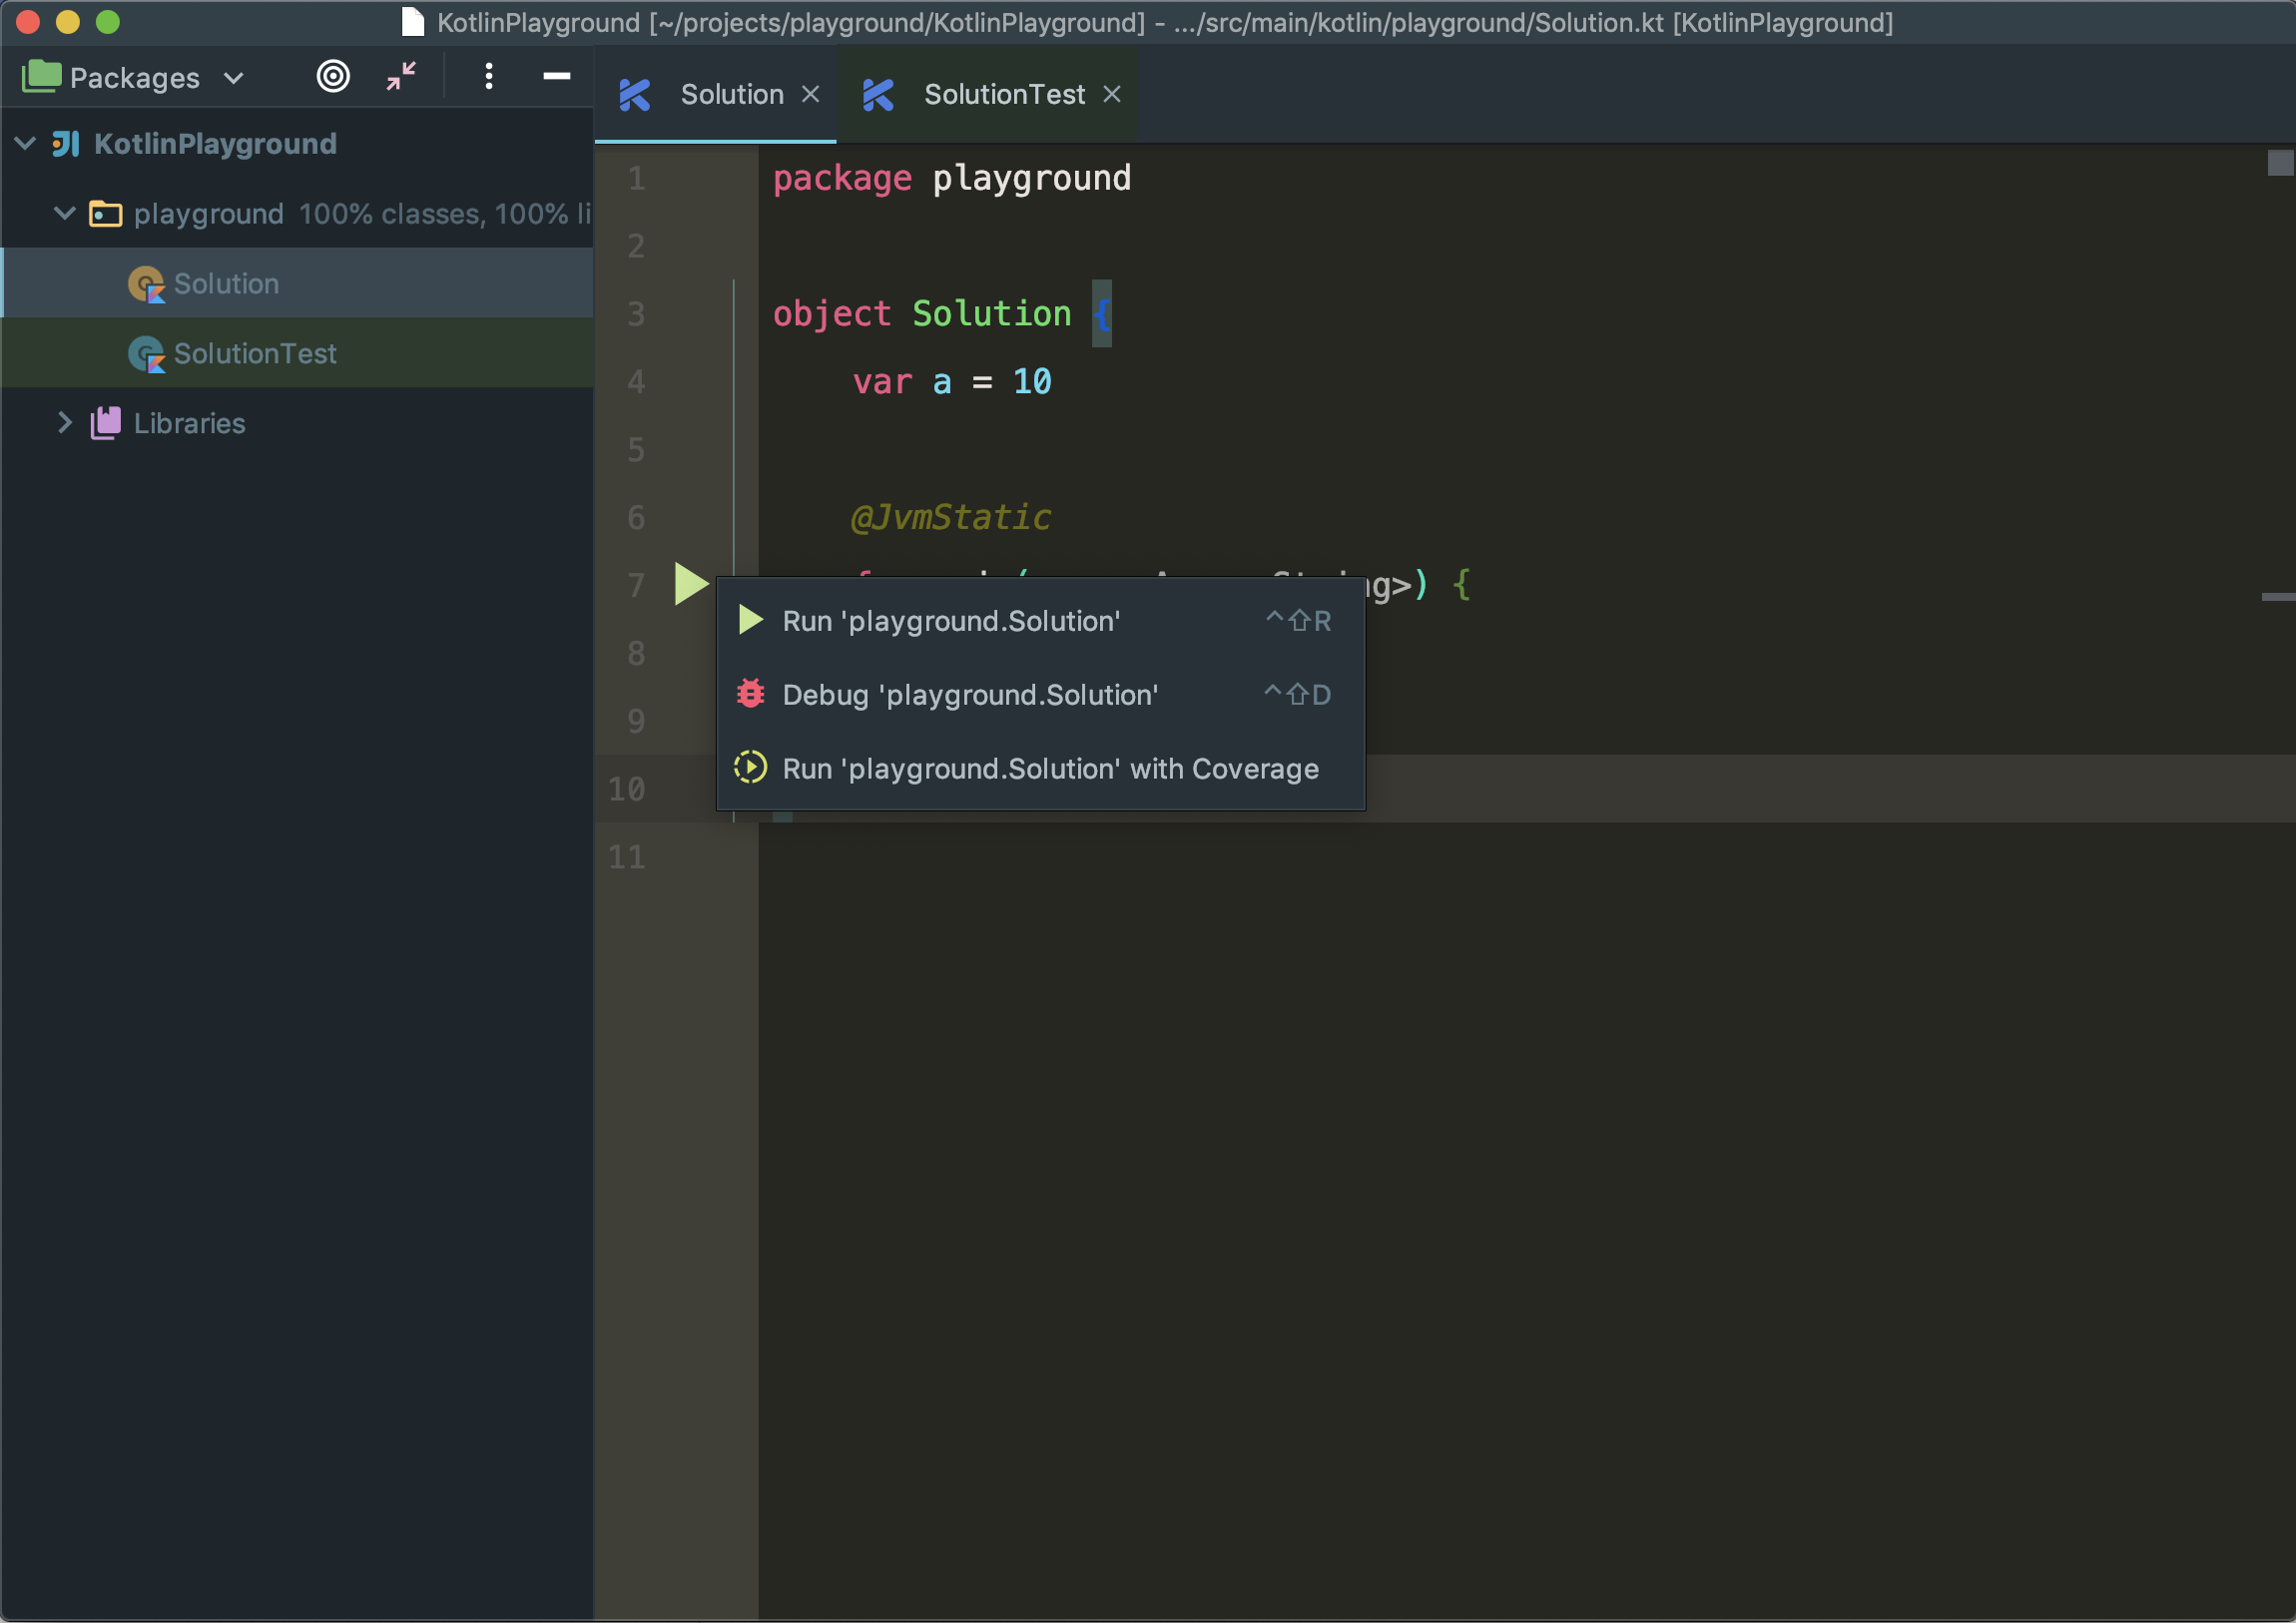 KotlinPlayground [~/projects/playground/KotlinPlayground] - .../src/main/kotlin/playground/Solution.kt [KotlinPlayground]
Packages
Solution
SolutionTest
KotlinPlayground
playground 100% classes, 100% li
Solution
SolutionTest
Libraries
1 package playground
2
3 object Solution {
4 var a = 10
5
6 @JvmStatic
7 g>) {
8
9
10
11
Run 'playground.Solution' ^⇧R
Debug 'playground.Solution' ^⇧D
Run 'playground.Solution' with Coverage